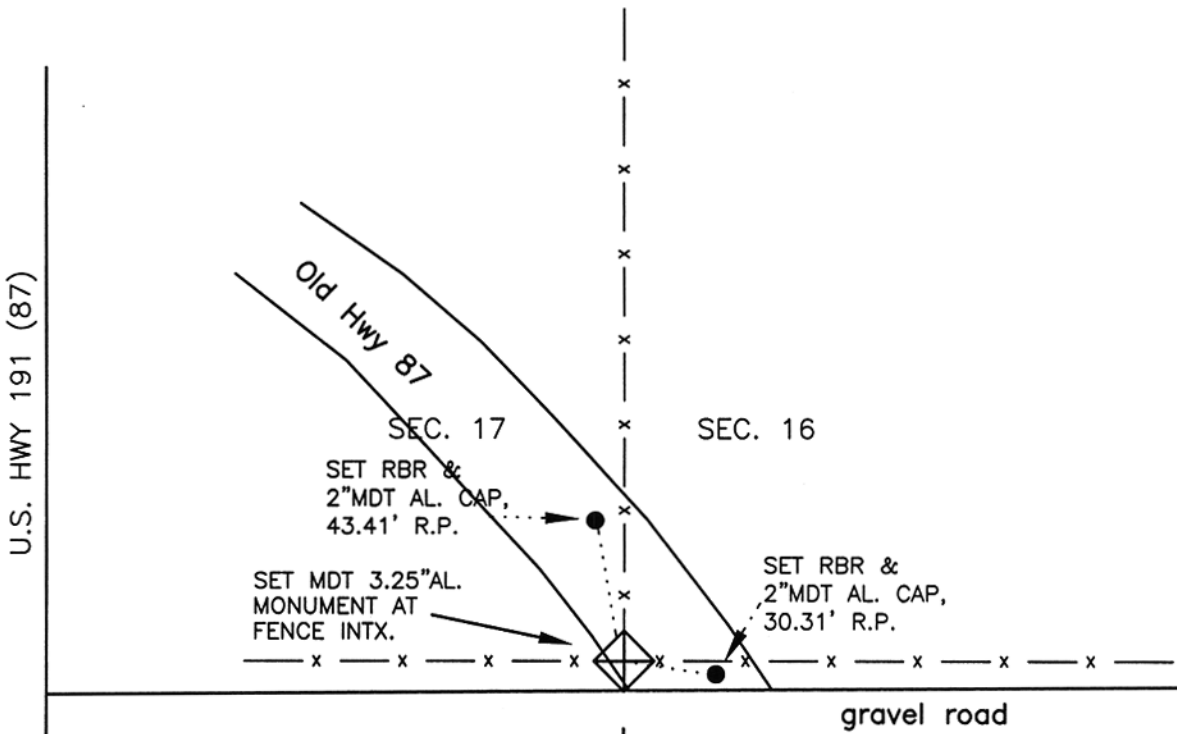 U.S. HWY 191 (87)
Old Hwy 87
SEC. 17
SEC. 16
SET RBR &
2"MDT AL. CAP,
43.41' R.P.
SET MDT 3.25"AL.
MONUMENT AT
FENCE INTX.
SET RBR &
2"MDT AL. CAP,
30.31' R.P.
gravel road